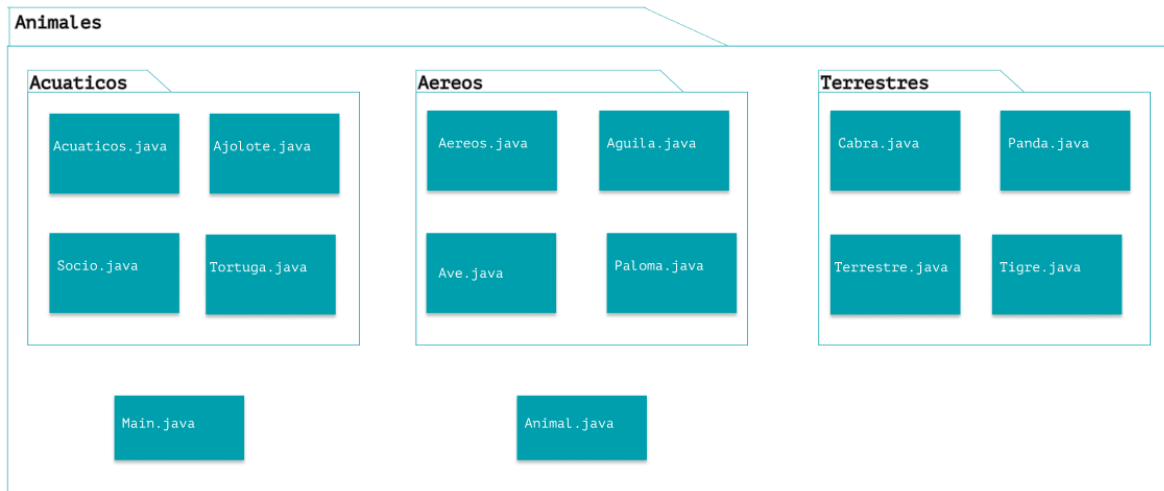 Animales
Acuaticos
Acuaticos.java
Ajolote.java
Socio.java
Tortuga.java
Aereos
Aereos.java
Aguila.java
Ave.java
Paloma.java
Terrestres
Cabra.java
Panda.java
Terrestre.java
Tigre.java
Main.java
Animal.java